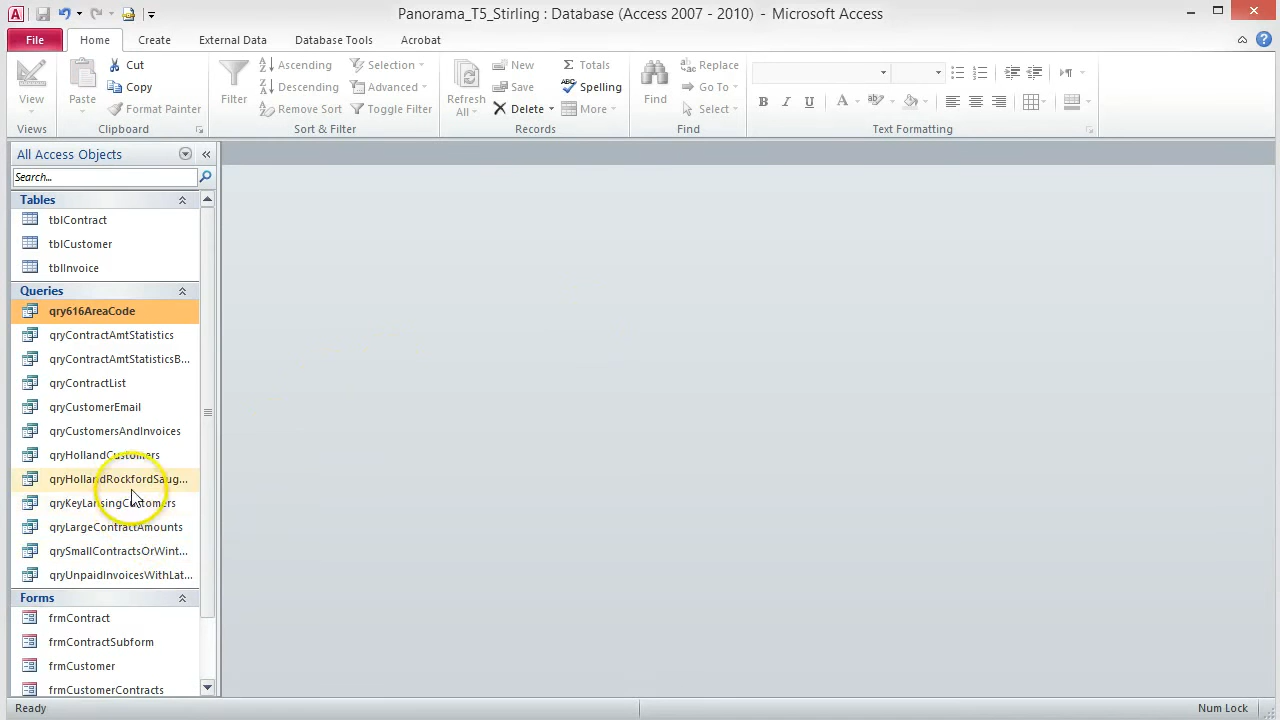 Panorama_T5_Stirling : Database (Access 2007 - 2010) - Microsoft Access
File Home Create External Data Database Tools Acrobat
View
Views
Paste
Cut
Copy
Format Painter
Clipboard
Filter
Ascending
Descending
Remove Sort
Selection
Advanced
Toggle Filter
Sort & Filter
Refresh All
New
Save
Delete
Totals
Spelling
More
Records
Find
Replace
Go To
Select
Find
B I U A
Text Formatting
All Access Objects
Search...
Tables
tblContract
tblCustomer
tblInvoice
Queries
qry616AreaCode
qryContractAmtStatistics
qryContractAmtStatisticsB...
qryContractList
qryCustomerEmail
qryCustomersAndInvoices
qryHollandCustomers
qryHollandRockfordSaug...
qryKeyLansingCustomers
qryLargeContractAmounts
qrySmallContractsOrWint...
qryUnpaidInvoicesWithLat...
Forms
frmContract
frmContractSubform
frmCustomer
frmCustomerContracts
Ready
Num Lock